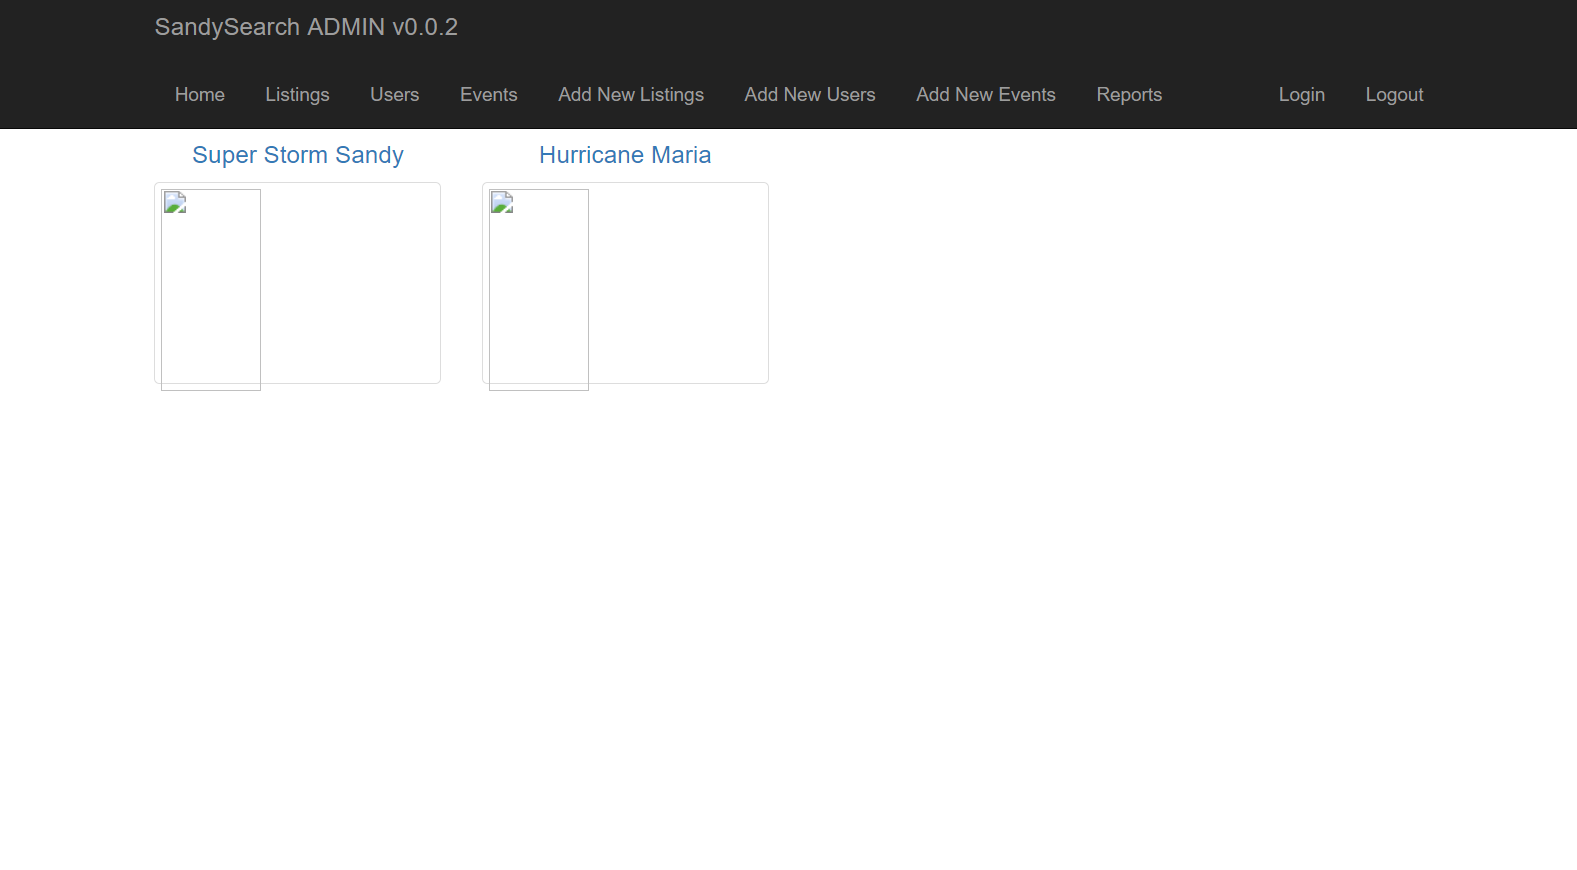 SandySearch ADMIN v0.0.2
Home Listings Users Events Add New Listings Add New Users Add New Events Reports Login Logout
Super Storm Sandy Hurricane Maria